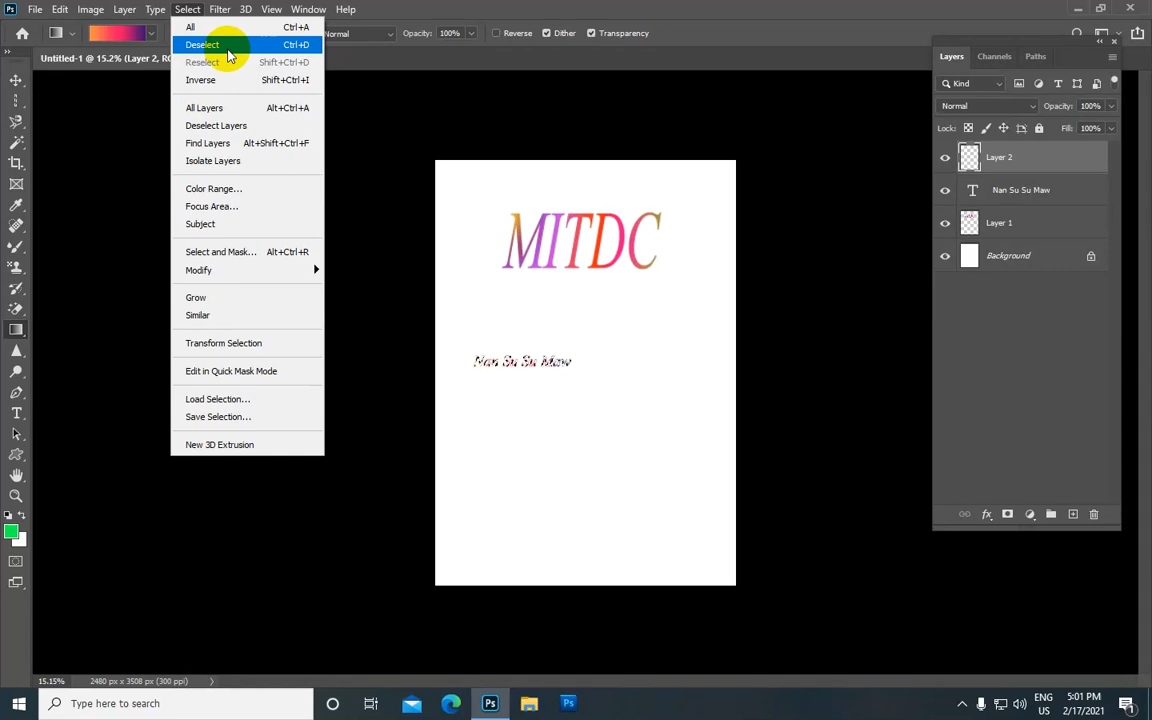 Ps File Edit Image Layer Type Select Filter 3D View Window Help
Normal Opacity: 100% Reverse Dither Transparency
Untitled-1 @ 15.2% (Layer 2, R
All Ctrl+A
Deselect Ctrl+D
Reselect Shift+Ctrl+D
Inverse Shift+Ctrl+I
All Layers Alt+Ctrl+A
Deselect Layers
Find Layers Alt+Shift+Ctrl+F
Isolate Layers
Color Range...
Focus Area...
Subject
Select and Mask... Alt+Ctrl+R
Modify
Grow
Similar
Transform Selection
Edit in Quick Mask Mode
Load Selection...
Save Selection...
New 3D Extrusion
MITDC
Nan Su Su Maw
Layers Channels Paths
Kind
Normal Opacity: 100%
Lock: Fill: 100%
Layer 2
T Nan Su Su Maw
Layer 1
Background
fx
15.15% 2480 px x 3508 px (300 ppi)
Type here to search
Ps
Ps
ENG
US
5:01 PM
2/17/2021
1